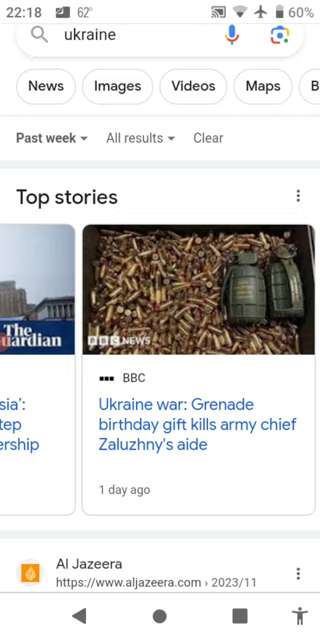 22:18 62° 60%
ukraine
News Images Videos Maps B
Past week All results Clear
Top stories
The
uardian
BBC NEWS
sia’:
tep
ership
BBC
Ukraine war: Grenade
birthday gift kills army chief
Zaluzhny's aide
1 day ago
Al Jazeera
https://www.aljazeera.com › 2023/11